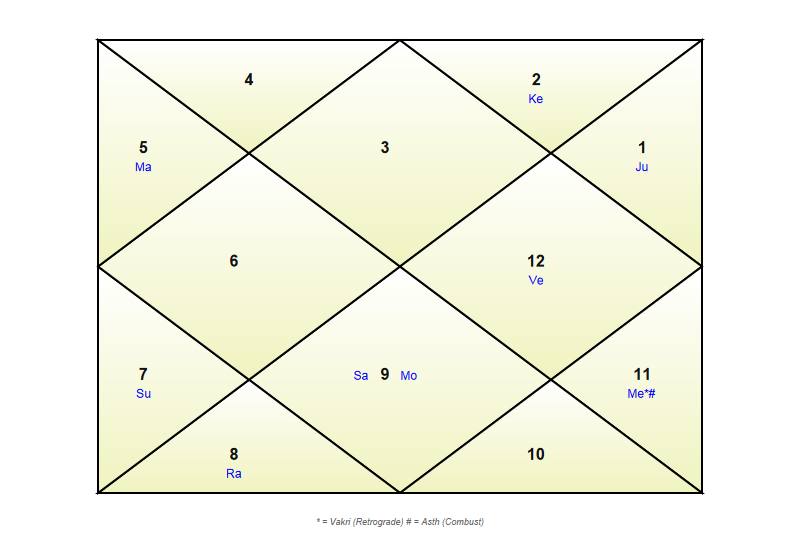 4
2
Ke
5
Ma
3
1
Ju
6
12
Ve
7
Su
Sa 9 Mo
11
Me*#
8
Ra
10
* = Vakri (Retrograde) # = Asth (Combust)